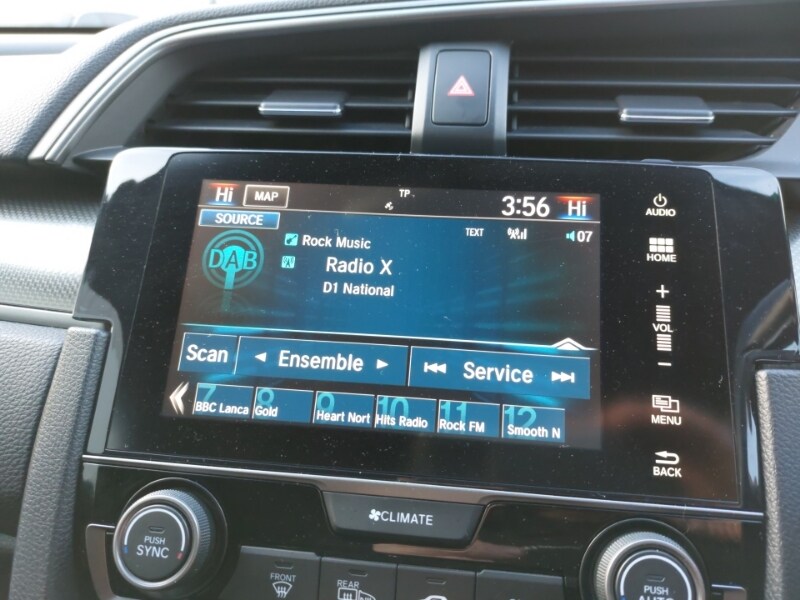 Hi MAP TP 3:56 Hi
SOURCE
DAB
Rock Music TEXT 07
Radio X
D1 National
Scan Ensemble Service
7 8 9 10 11 12
BBC Lanca Gold Heart Nort Hits Radio Rock FM Smooth N
AUDIO
HOME
+
VOL
−
MENU
BACK
CLIMATE
PUSH
SYNC
FRONT
REAR
PUSH
AUTO